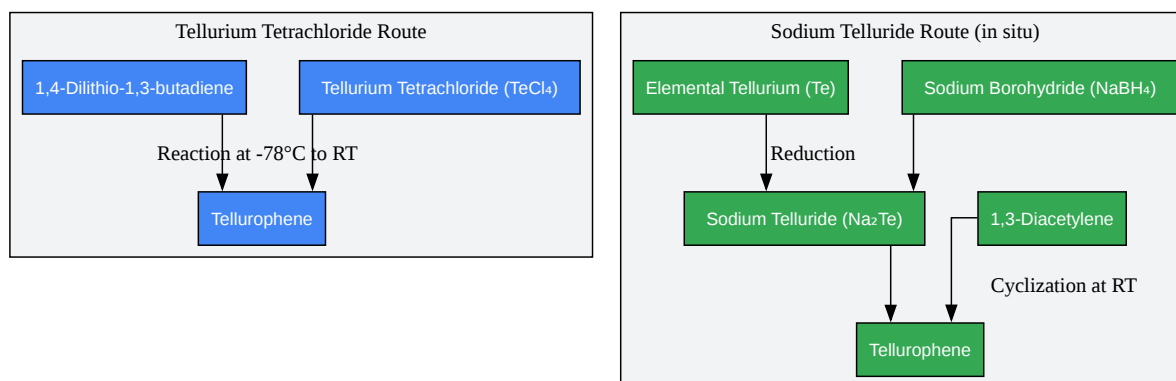 Tellurium Tetrachloride Route
1,4-Dilithio-1,3-butadiene
Tellurium Tetrachloride (TeCl₄)
Reaction at -78°C to RT
Tellurophene
Sodium Telluride Route (in situ)
Elemental Tellurium (Te)
Sodium Borohydride (NaBH₄)
Reduction
Sodium Telluride (Na₂Te)
1,3-Diacetylene
Cyclization at RT
Tellurophene